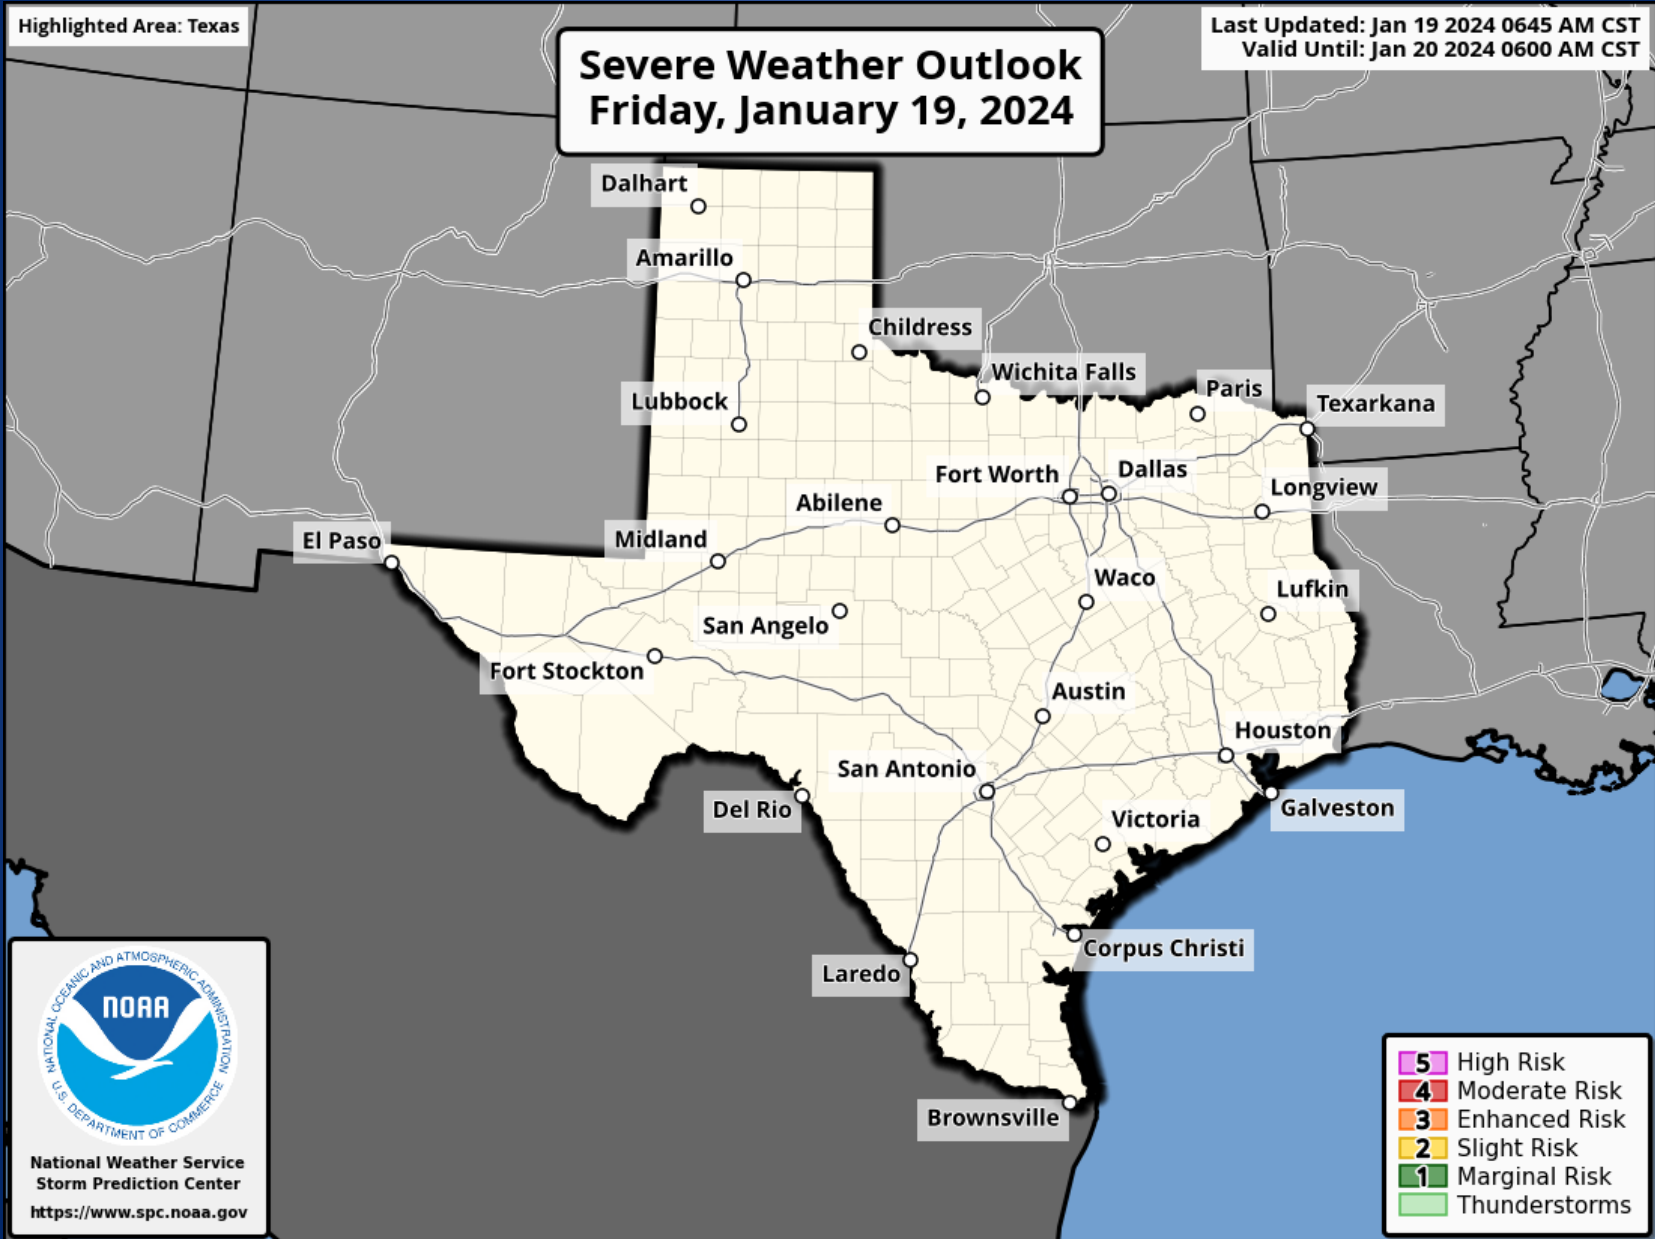 Highlighted Area: Texas
Last Updated: Jan 19 2024 0645 AM CST
Valid Until: Jan 20 2024 0600 AM CST
Severe Weather Outlook
Friday, January 19, 2024
Dalhart
Amarillo
Childress
Wichita Falls
Paris
Texarkana
Lubbock
Fort Worth
Dallas
Longview
Abilene
El Paso
Midland
Waco
Lufkin
San Angelo
Fort Stockton
Austin
Houston
San Antonio
Del Rio
Galveston
Victoria
Corpus Christi
Laredo
Brownsville
NATIONAL OCEANIC AND ATMOSPHERIC ADMINISTRATION
NOAA
U.S. DEPARTMENT OF COMMERCE
National Weather Service
Storm Prediction Center
https://www.spc.noaa.gov
5 High Risk
4 Moderate Risk
3 Enhanced Risk
2 Slight Risk
1 Marginal Risk
Thunderstorms